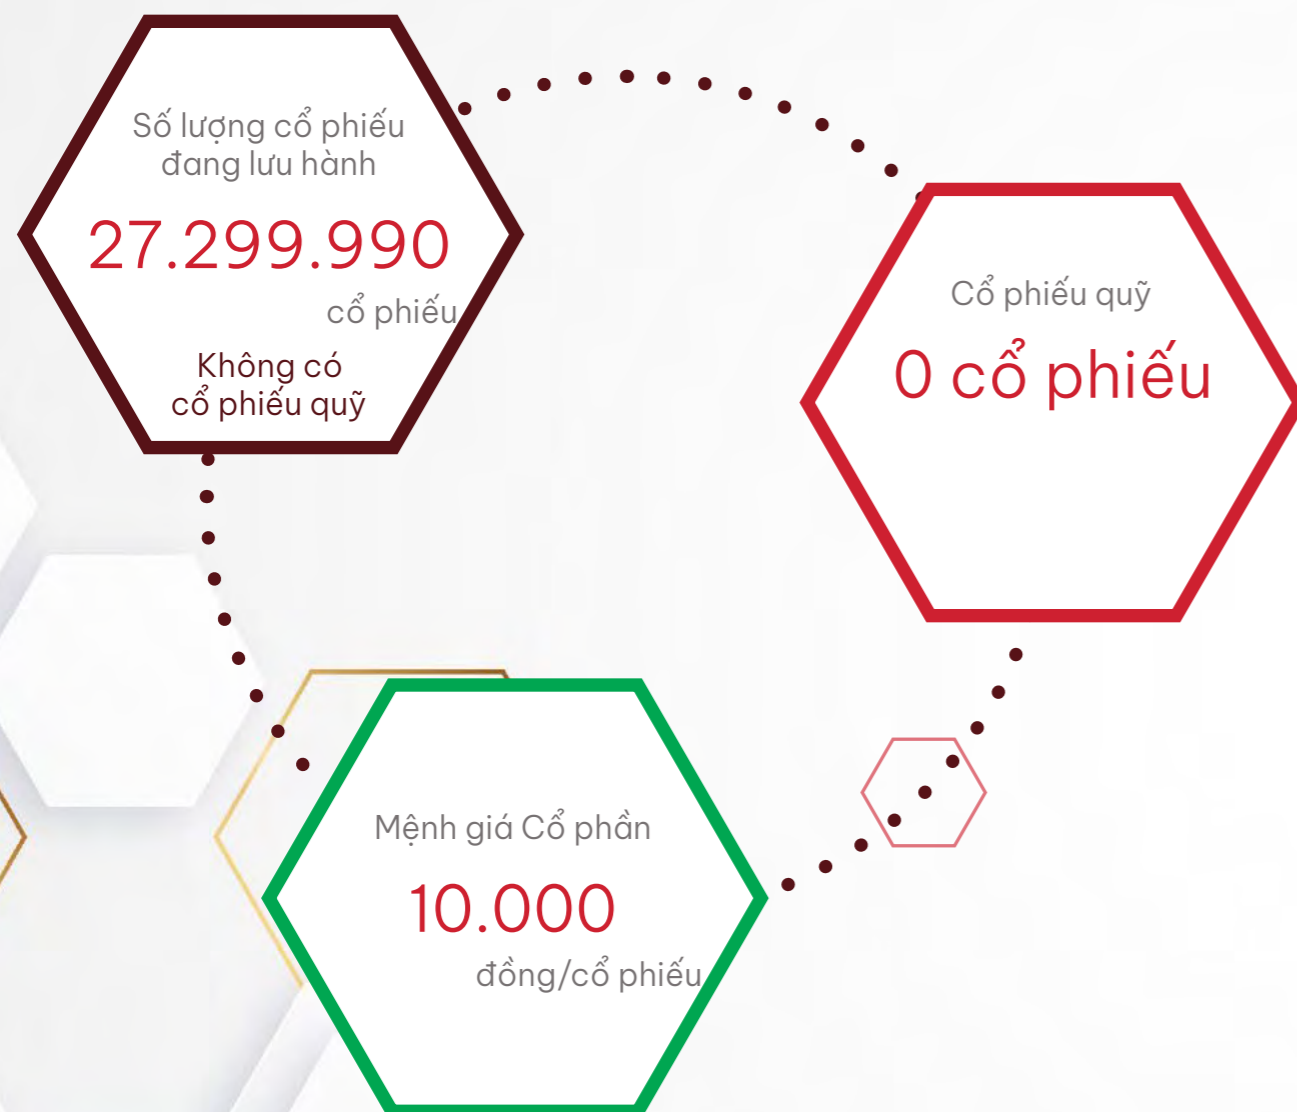 Số lượng cổ phiếu
đang lưu hành
27.299.990
cổ phiếu
Không có
cổ phiếu quỹ
Cổ phiếu quỹ
0 cổ phiếu
Mệnh giá Cổ phần
10.000
đồng/cổ phiếu